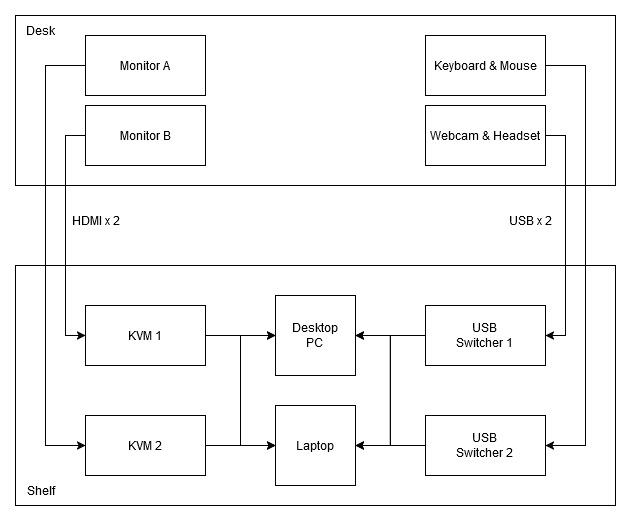 Desk
Monitor A
Keyboard & Mouse
Monitor B
Webcam & Headset
HDMI x 2
USB x 2
KVM 1
Desktop
PC
USB
Switcher 1
KVM 2
Laptop
USB
Switcher 2
Shelf